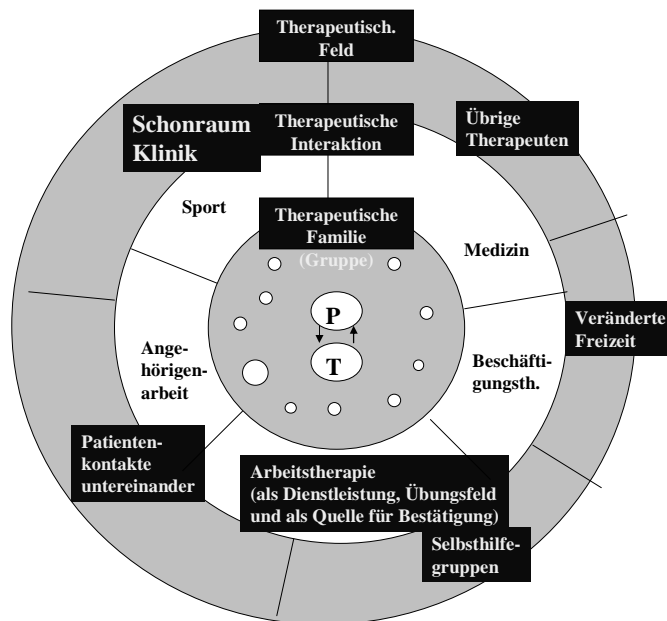 Therapeutisch.
Feld
Schonraum
Klinik
Therapeutische
Interaktion
Übrige
Therapeuten
Sport
Therapeutische
Familie
(Gruppe)
Medizin
P
T
Veränderte
Freizeit
Ange-
hörigen-
arbeit
Beschäfti-
gungsth.
Patienten-
kontakte
untereinander
Arbeitstherapie
(als Dienstleistung, Übungsfeld
und als Quelle für Bestätigung)
Selbsthilfe-
gruppen